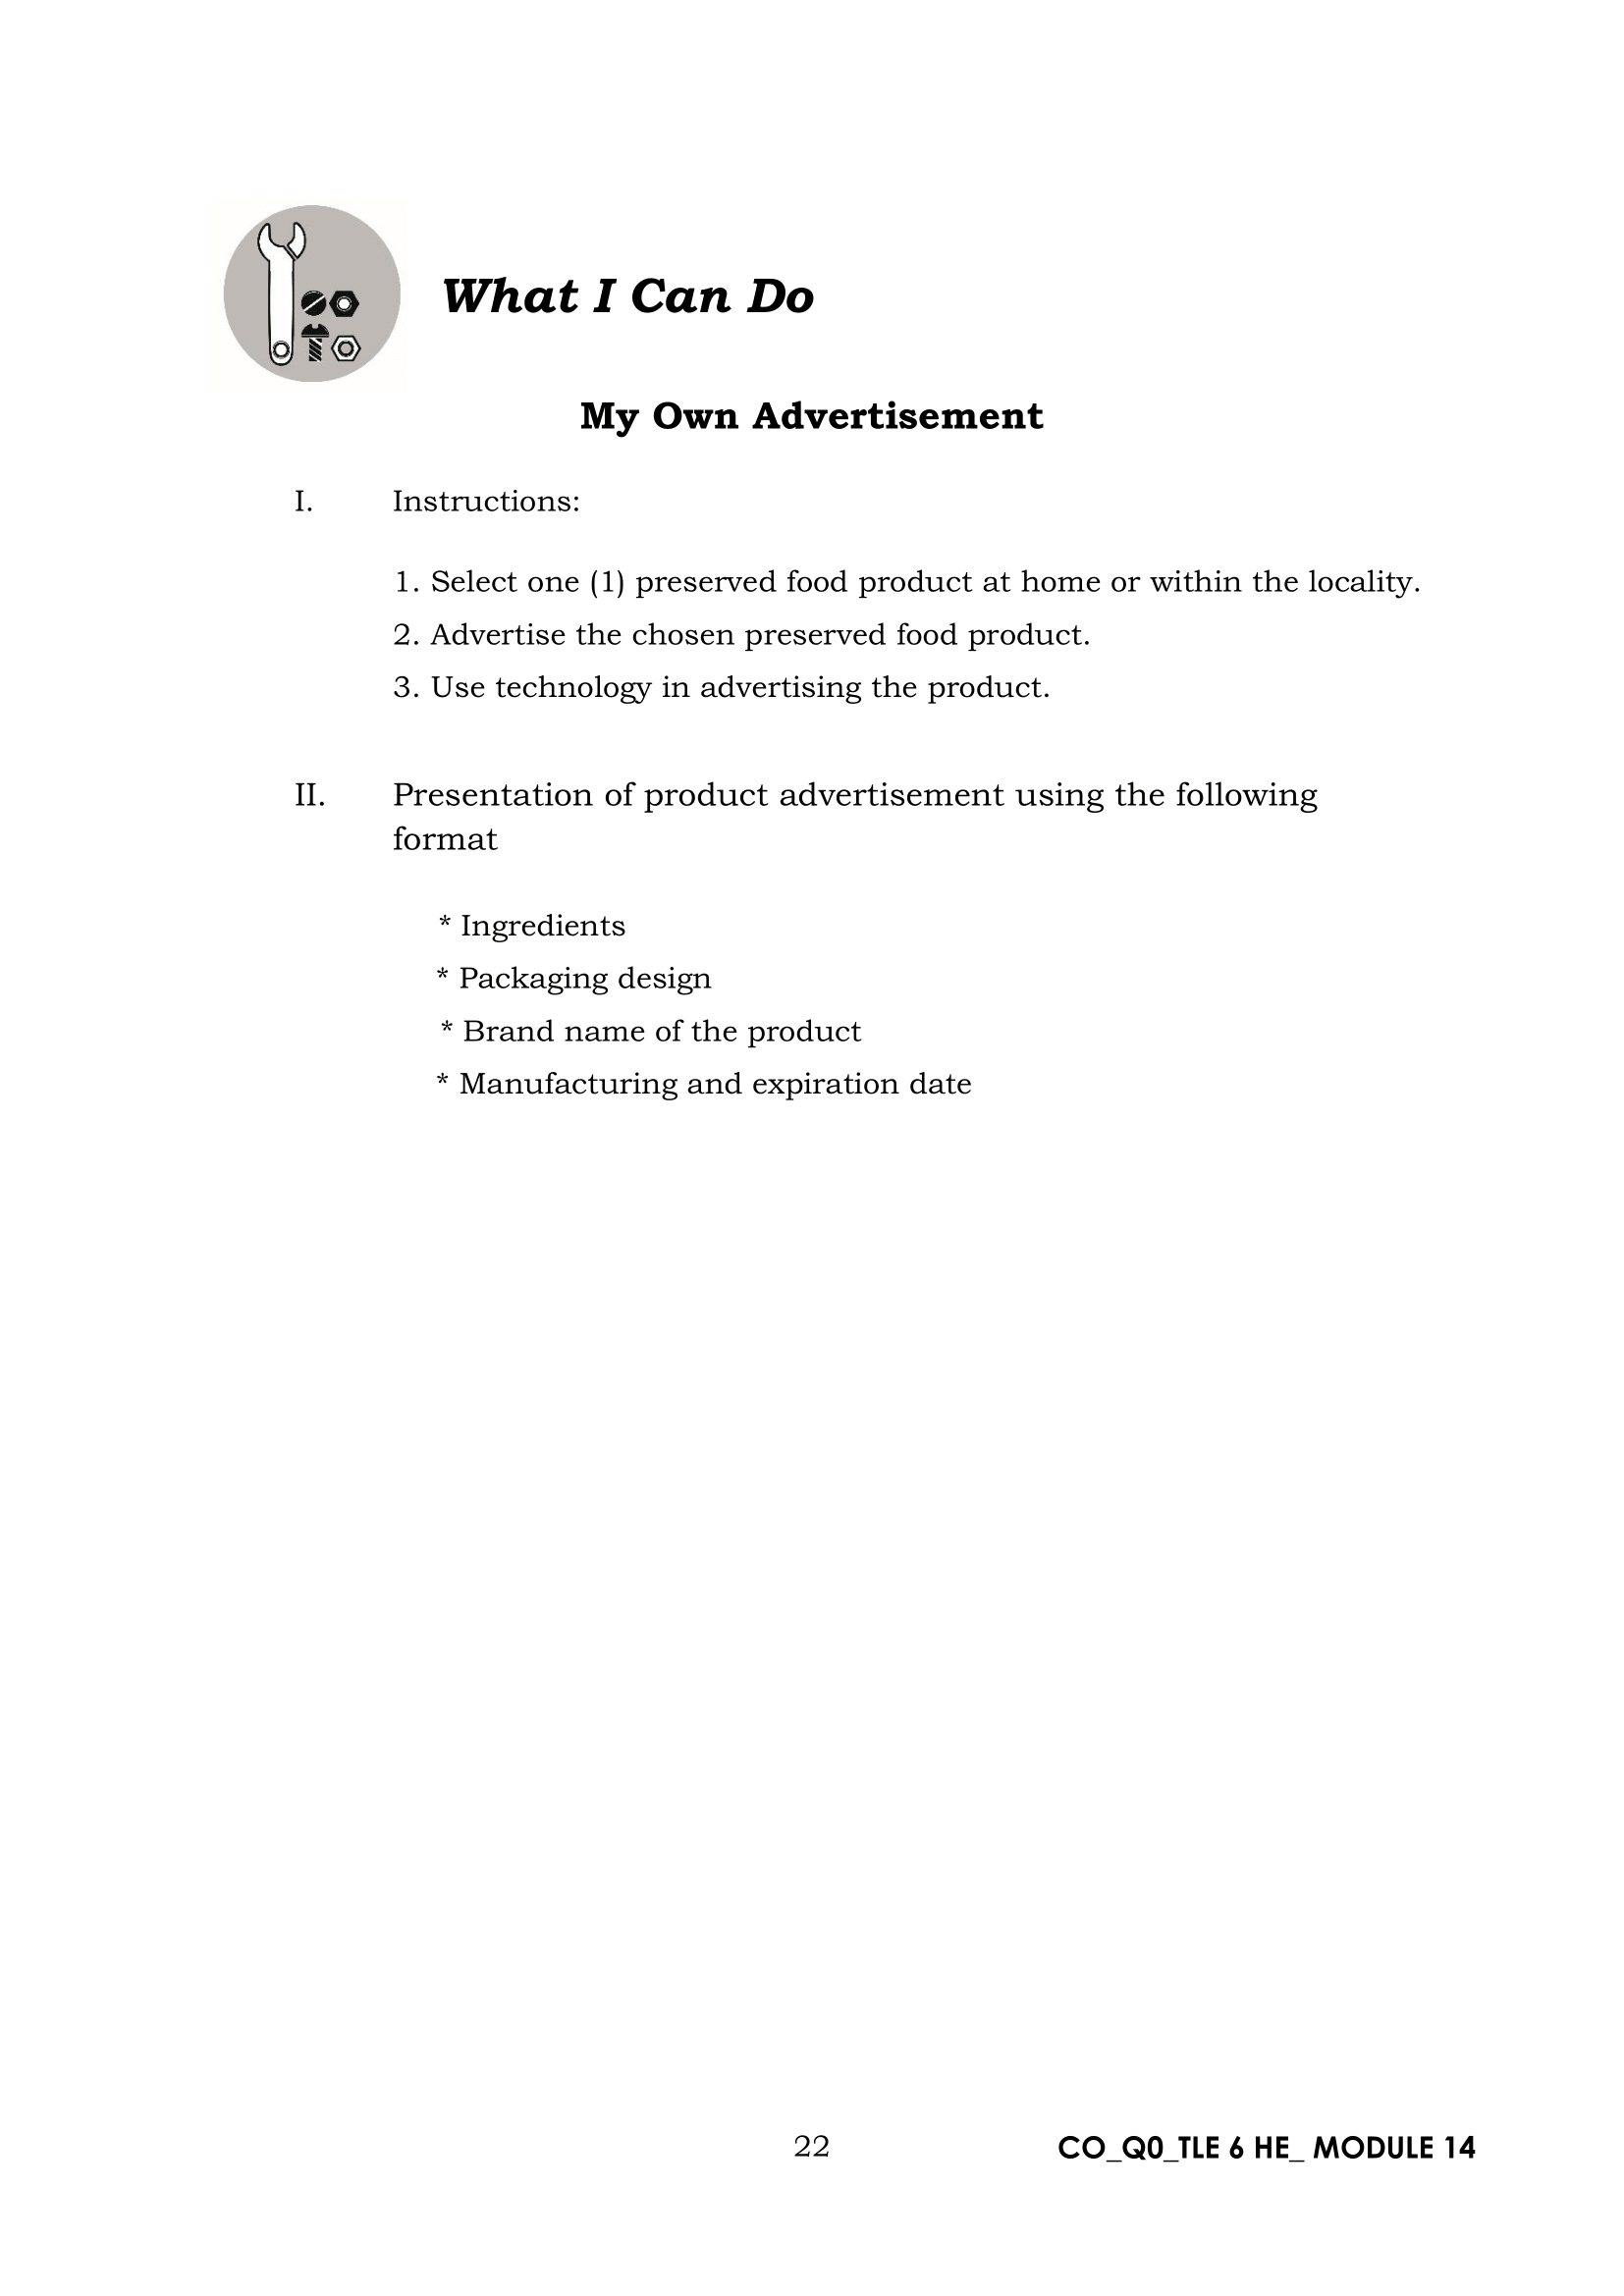 What I Can Do
My Own Advertisement
I. Instructions:
1. Select one (1) preserved food product at home or within the locality.
2. Advertise the chosen preserved food product.
3. Use technology in advertising the product.
II. Presentation of product advertisement using the following
format
* Ingredients
* Packaging design
* Brand name of the product
* Manufacturing and expiration date
22 CO_Q0_TLE 6 HE_ MODULE 14